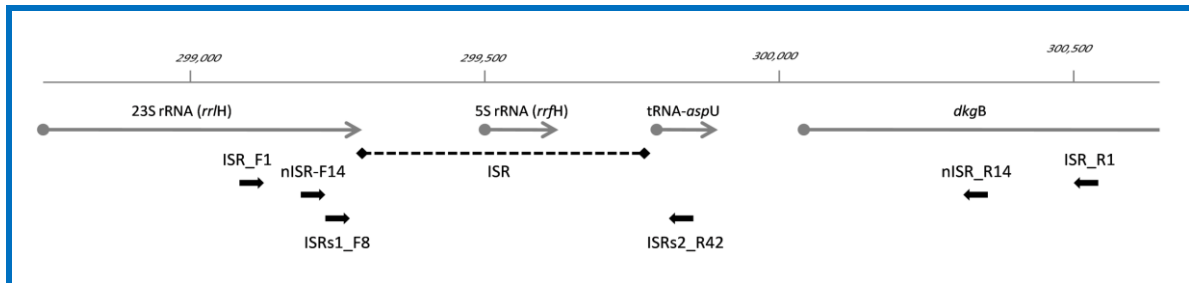 299,000 299,500 300,000 300,500
23S rRNA (rrlH) 5S rRNA (rrfH) tRNA-aspU dkgB
ISR_F1 ISR nISR_R14 ISR_R1
nISR-F14
ISRs1_F8 ISRs2_R42